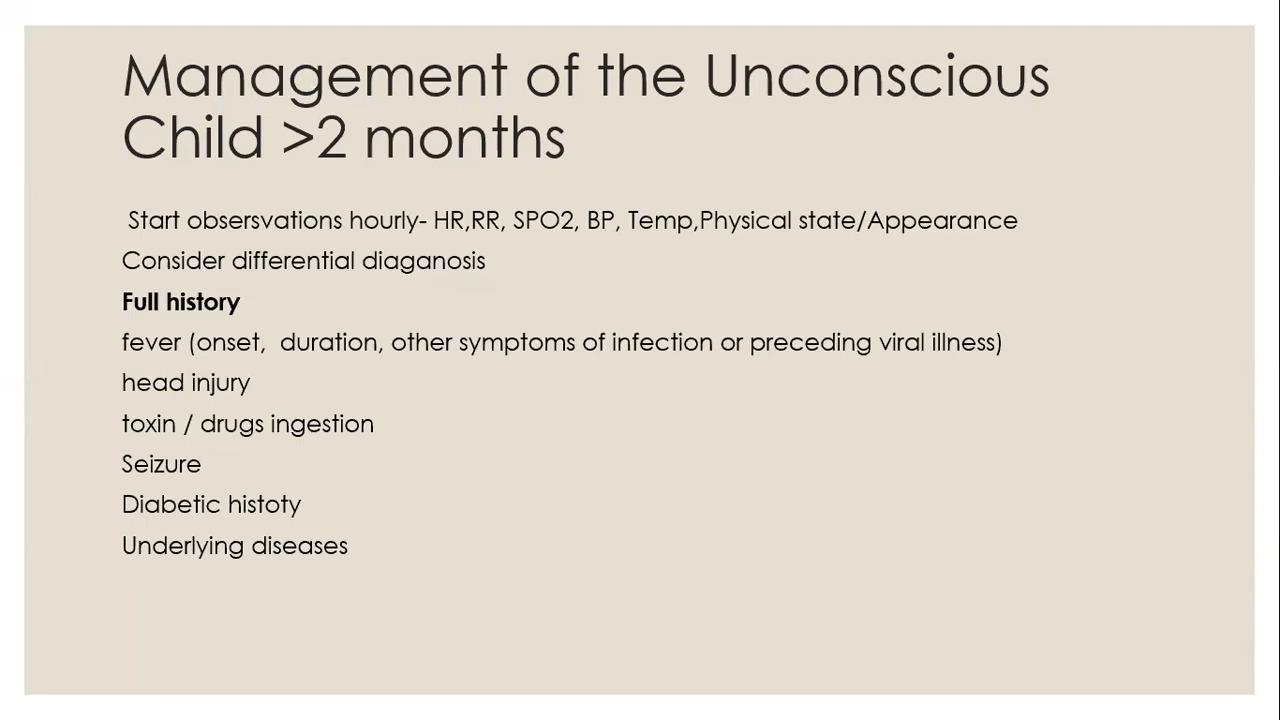 Management of the Unconscious
Child >2 months
Start obsersvations hourly- HR,RR, SPO2, BP, Temp,Physical state/Appearance
Consider differential diaganosis
Full history
fever (onset,  duration, other symptoms of infection or preceding viral illness)
head injury
toxin / drugs ingestion
Seizure
Diabetic histoty
Underlying diseases